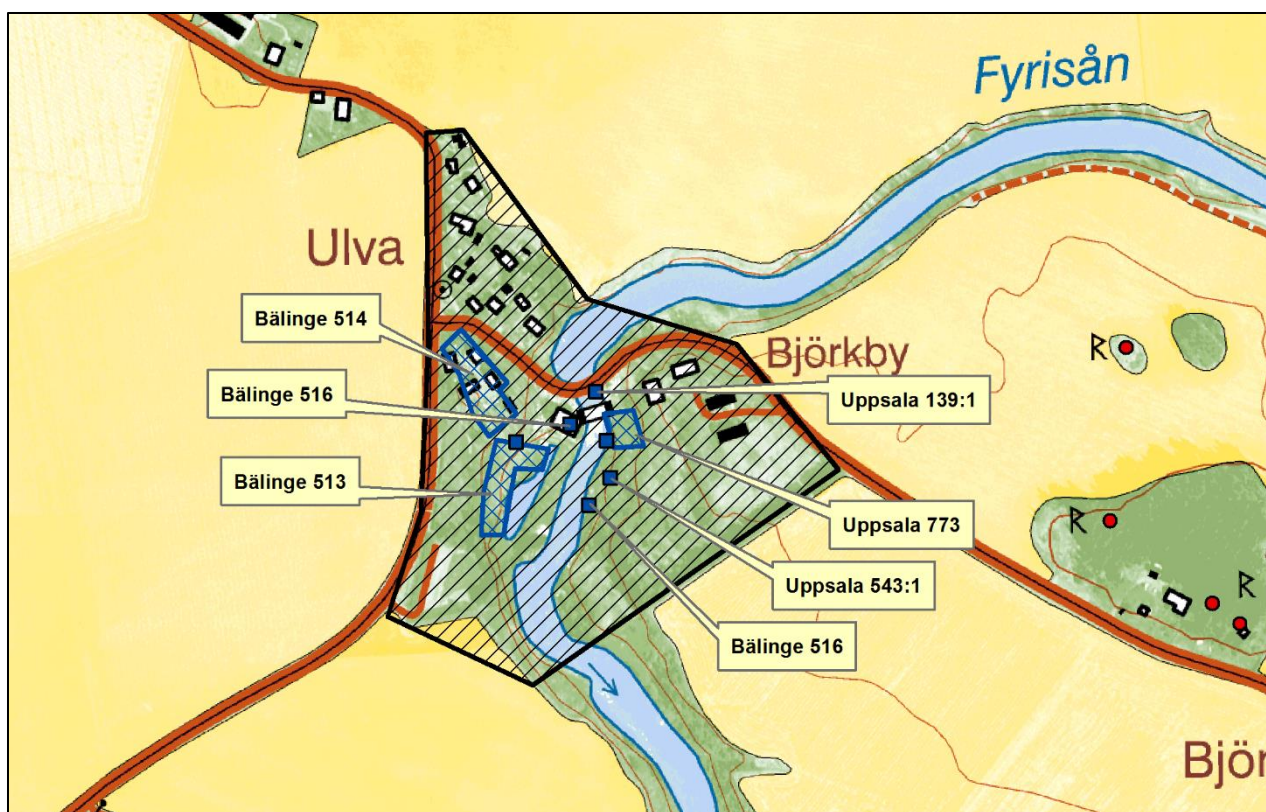 Fyrisån
Ulva
Bälinge 514
Björkby
Bälinge 516
Uppsala 139:1
Bälinge 513
Uppsala 773
Uppsala 543:1
Bälinge 516
R
R
R
Björ